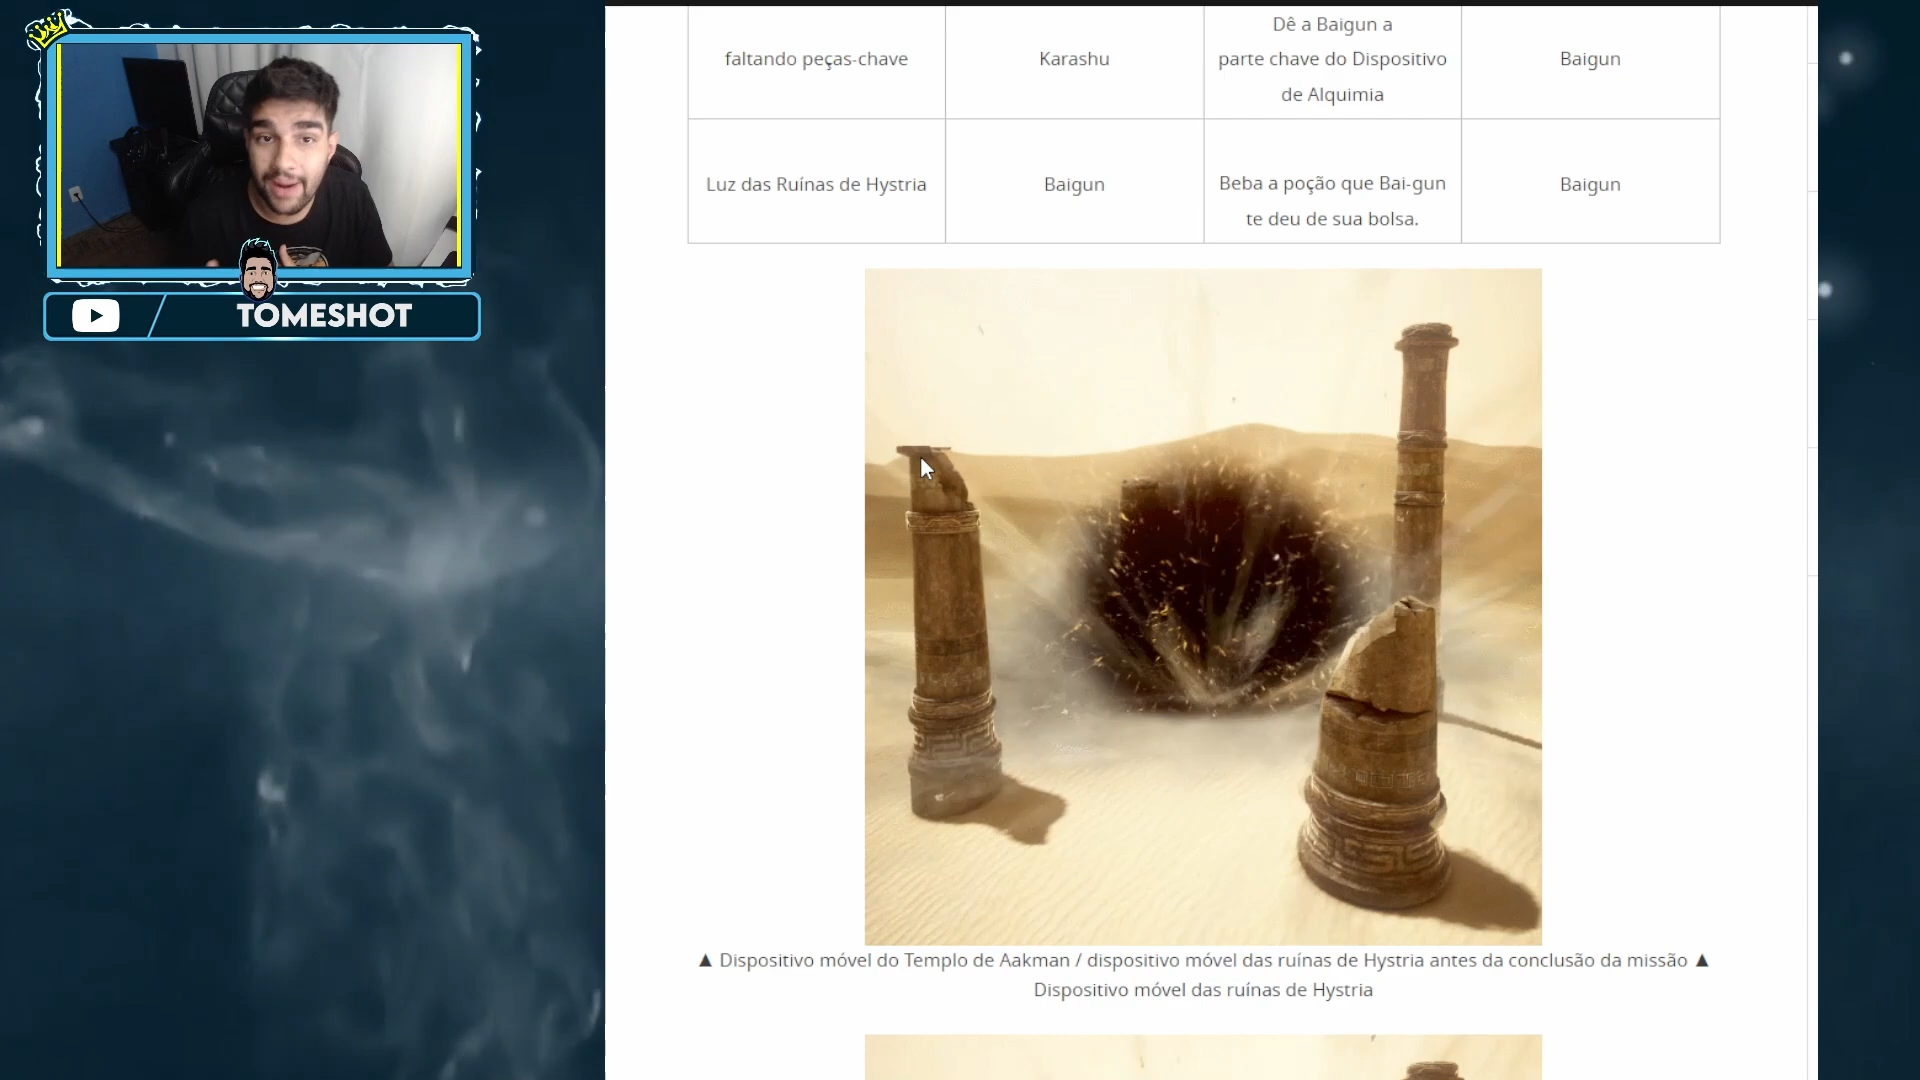 TOMESHOT
faltando peças-chave
Karashu
Dê a Baigun a
parte chave do Dispositivo
de Alquimia
Baigun
Luz das Ruínas de Hystria
Baigun
Beba a poção que Bai-gun
te deu de sua bolsa.
Baigun
▲ Dispositivo móvel do Templo de Aakman / dispositivo móvel das ruínas de Hystria antes da conclusão da missão ▲
Dispositivo móvel das ruínas de Hystria